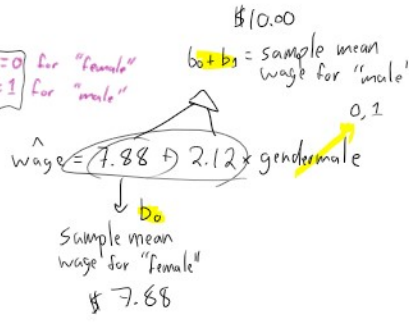 $10.00
b0 + b1 = sample mean
wage for "male"
=0 for "female"
1 for "male"
0,1
ŵage = 7.88 + 2.12 × gendermale
b0
sample mean
wage for "female"
$7.88